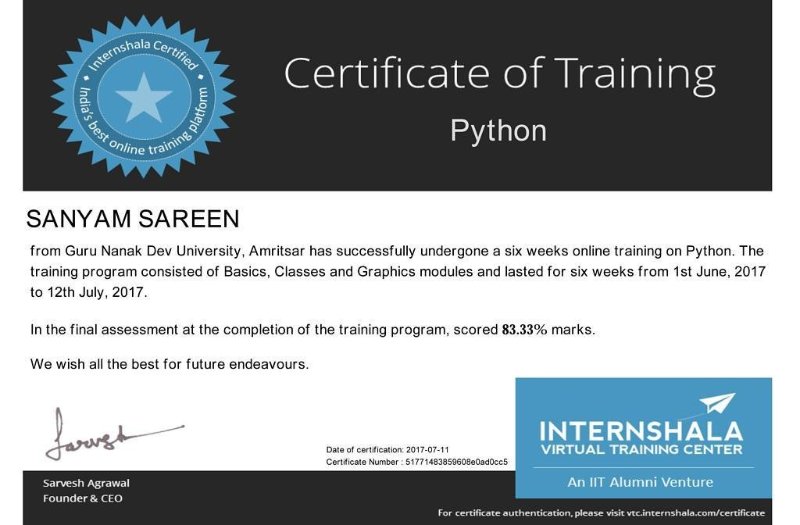 Internshala Certified
India's best online training platform
Certificate of Training
Python
SANYAM SAREEN
from Guru Nanak Dev University, Amritsar has successfully undergone a six weeks online training on Python. The
training program consisted of Basics, Classes and Graphics modules and lasted for six weeks from 1st June, 2017
to 12th July, 2017.
In the final assessment at the completion of the training program, scored 83.33% marks.
We wish all the best for future endeavours.
Date of certification: 2017-07-11
Certificate Number : 51771483859608e0ad0cc5
Sarvesh Agrawal
Founder & CEO
INTERNSHALA
VIRTUAL TRAINING CENTER
An IIT Alumni Venture
For certificate authentication, please visit vtc.internshala.com/certificate